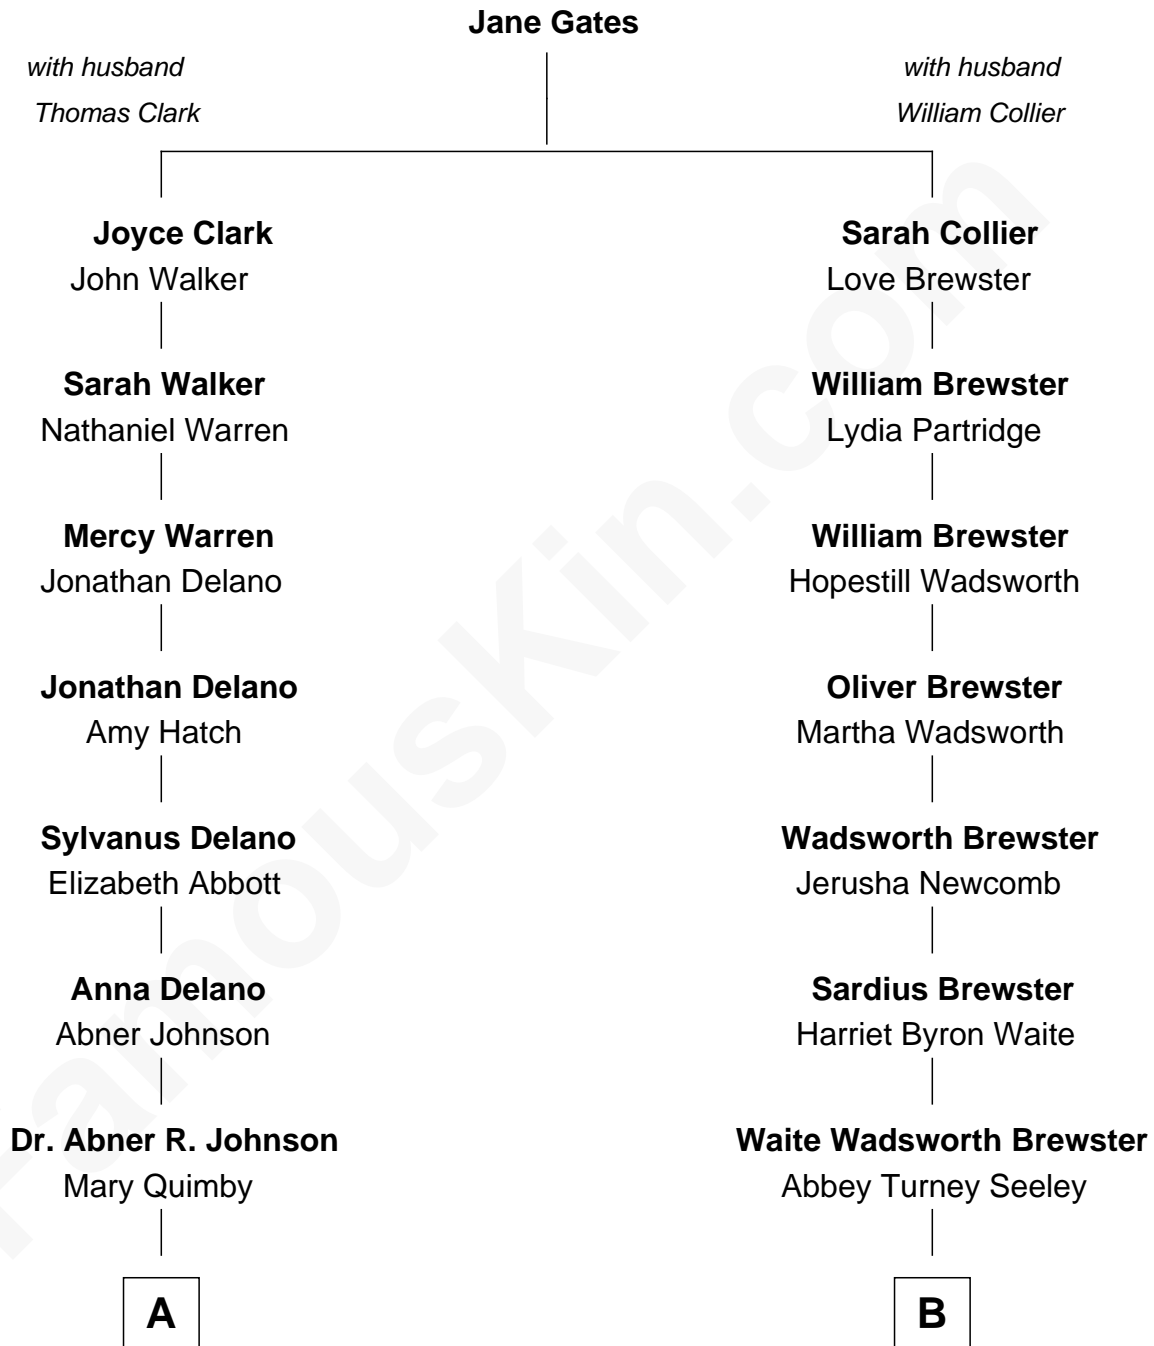 Jane Gates
with husband
Thomas Clark
with husband
William Collier
Joyce Clark
John Walker
Sarah Walker
Nathaniel Warren
Mercy Warren
Jonathan Delano
Jonathan Delano
Amy Hatch
Sylvanus Delano
Elizabeth Abbott
Anna Delano
Abner Johnson
Dr. Abner R. Johnson
Mary Quimby
A
Sarah Collier
Love Brewster
William Brewster
Lydia Partridge
William Brewster
Hopestill Wadsworth
Oliver Brewster
Martha Wadsworth
Wadsworth Brewster
Jerusha Newcomb
Sardius Brewster
Harriet Byron Waite
Waite Wadsworth Brewster
Abbey Turney Seeley
B
FamousKin.com